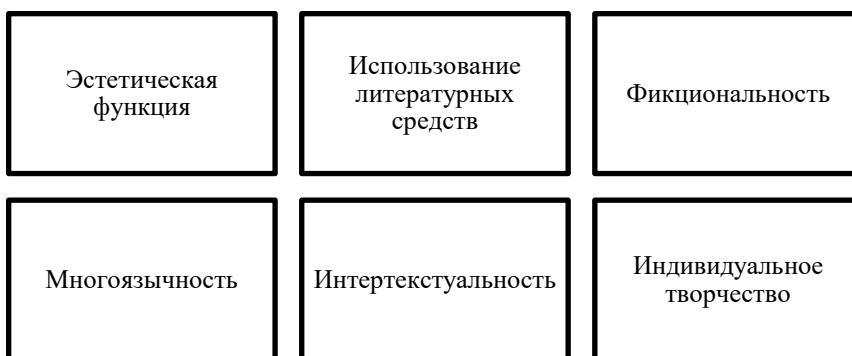 Эстетическая
функция
Использование
литературных
средств
Фикциональность
Многоязычность
Интертекстуальность
Индивидуальное
творчество